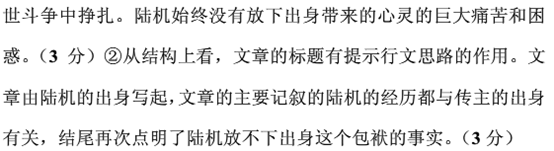 世斗争中挣扎。陆机始终没有放下出身带来的心灵的巨大痛苦和困
惑。（3 分）②从结构上看，文章的标题有提示行文思路的作用。文
章由陆机的出身写起，文章的主要记叙的陆机的经历都与传主的出身
有关，结尾再次点明了陆机放不下出身这个包袱的事实。（3 分）